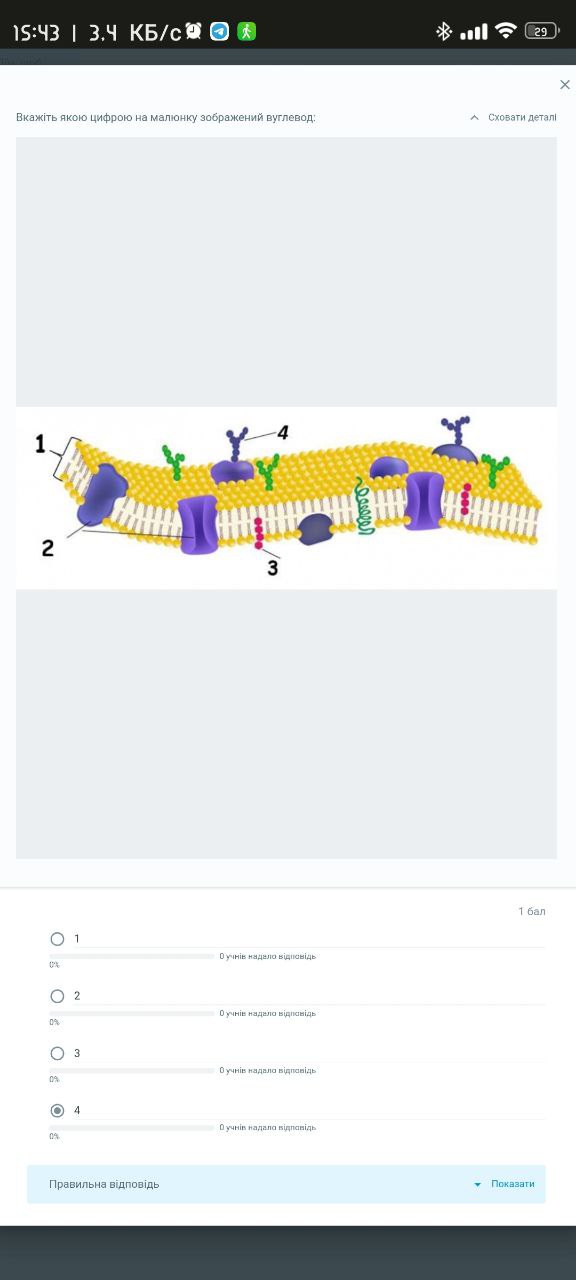 15:43 | 3,4 КБ/с 29
Вкажіть якою цифрою на малюнку зображений вуглевод:
Сховати деталі
1
4
2
3
1 бал
1
0 учнів надало відповідь
0%
2
0 учнів надало відповідь
0%
3
0 учнів надало відповідь
0%
4
0 учнів надало відповідь
0%
Правильна відповідь
Показати